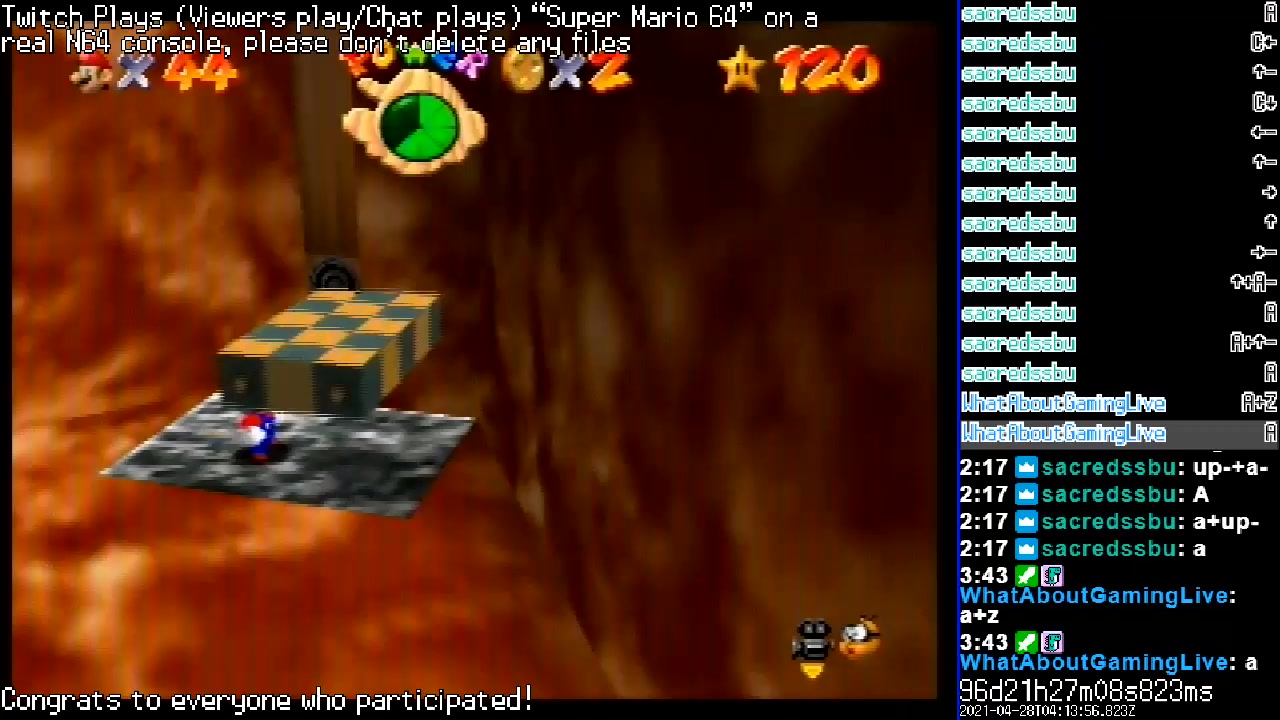 Twitch Plays (Viewers play/Chat plays) “Super Mario 64” on a
real N64 console, please don't delete any files
x 44
POWER
x 2
120
sacredssbu A
sacredssbu C←
sacredssbu ↑-
sacredssbu C↓
sacredssbu ←-
sacredssbu ↑-
sacredssbu →
sacredssbu ↑
sacredssbu →-
sacredssbu ↑+A-
sacredssbu A
sacredssbu A+↑-
sacredssbu A
WhatAboutGamingLive A+Z
WhatAboutGamingLive A
2:17 sacredssbu: up-+a-
2:17 sacredssbu: A
2:17 sacredssbu: a+up-
2:17 sacredssbu: a
3:43
WhatAboutGamingLive:
a+z
3:43
WhatAboutGamingLive: a
96d21h27m08s823ms
2021-04-28T04:13:56.823Z
Congrats to everyone who participated!